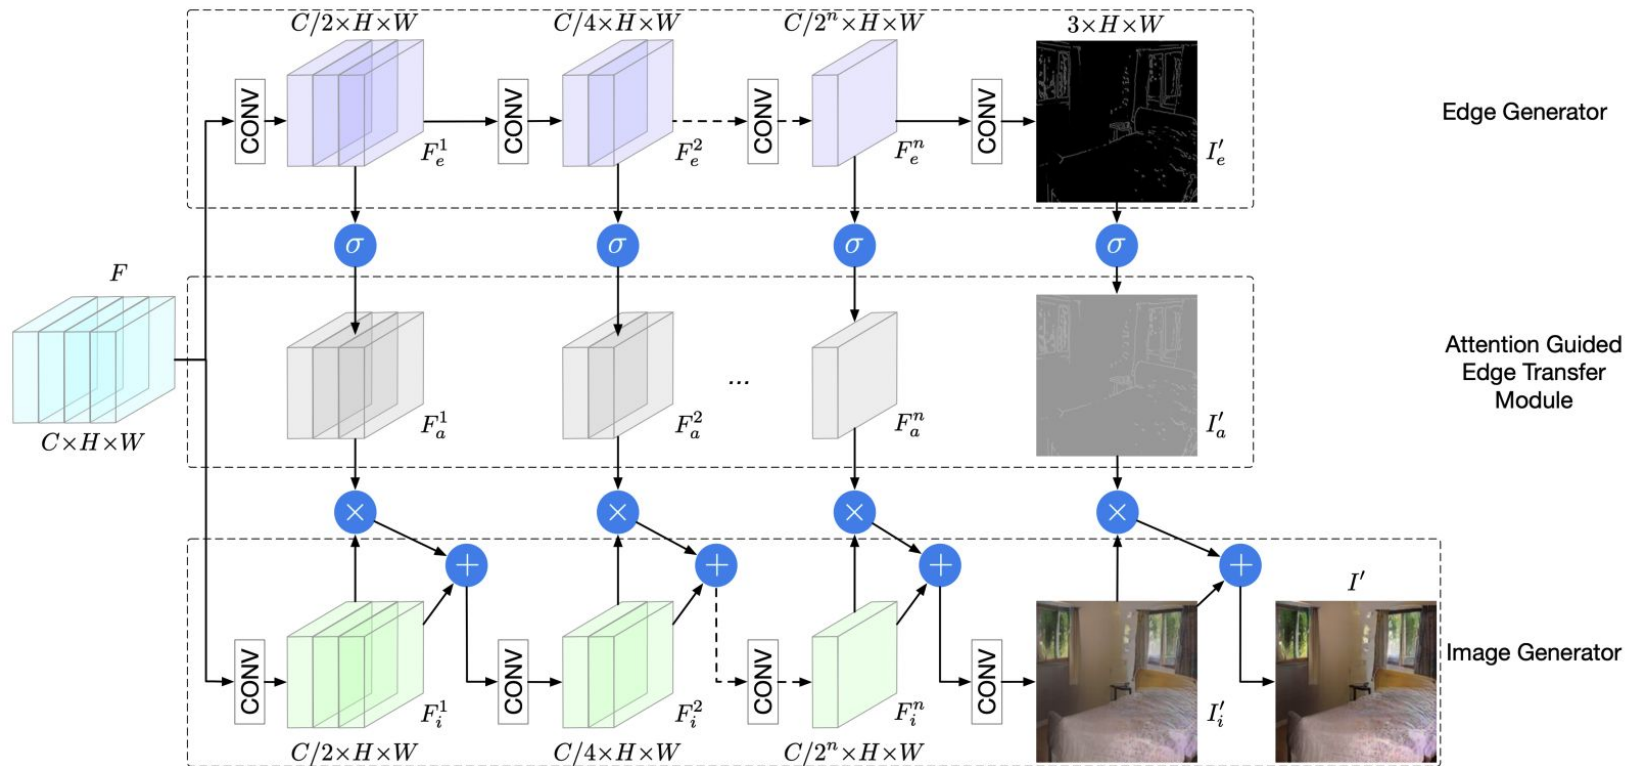 C/2×H×W
C/4×H×W
C/2ⁿ×H×W
3×H×W
CONV
CONV
CONV
CONV
Edge Generator
F_e^1
F_e^2
F_e^n
I'_e
σ
σ
σ
σ
F
C×H×W
F_a^1
F_a^2
...
F_a^n
I'_a
Attention Guided
Edge Transfer
Module
×
×
×
×
+
+
+
+
I'
CONV
CONV
CONV
CONV
Image Generator
F_i^1
F_i^2
F_i^n
I'_i
C/2×H×W
C/4×H×W
C/2ⁿ×H×W